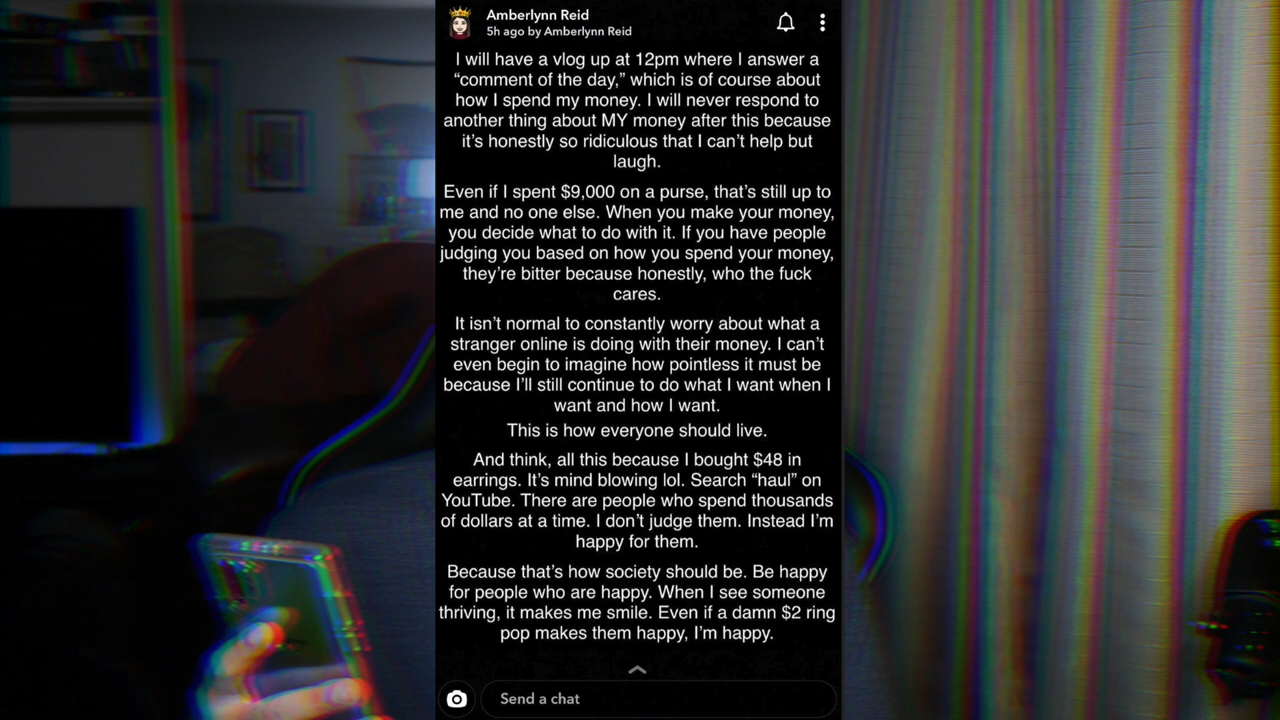 Amberlynn Reid
5h ago by Amberlynn Reid
I will have a vlog up at 12pm where I answer a
“comment of the day,” which is of course about
how I spend my money. I will never respond to
another thing about MY money after this because
it’s honestly so ridiculous that I can’t help but
laugh.
Even if I spent $9,000 on a purse, that’s still up to
me and no one else. When you make your money,
you decide what to do with it. If you have people
judging you based on how you spend your money,
they’re bitter because honestly, who the fuck
cares.
It isn’t normal to constantly worry about what a
stranger online is doing with their money. I can’t
even begin to imagine how pointless it must be
because I’ll still continue to do what I want when I
want and how I want.
This is how everyone should live.
And think, all this because I bought $48 in
earrings. It’s mind blowing lol. Search “haul” on
YouTube. There are people who spend thousands
of dollars at a time. I don’t judge them. Instead I’m
happy for them.
Because that’s how society should be. Be happy
for people who are happy. When I see someone
thriving, it makes me smile. Even if a damn $2 ring
pop makes them happy, I’m happy.
Send a chat